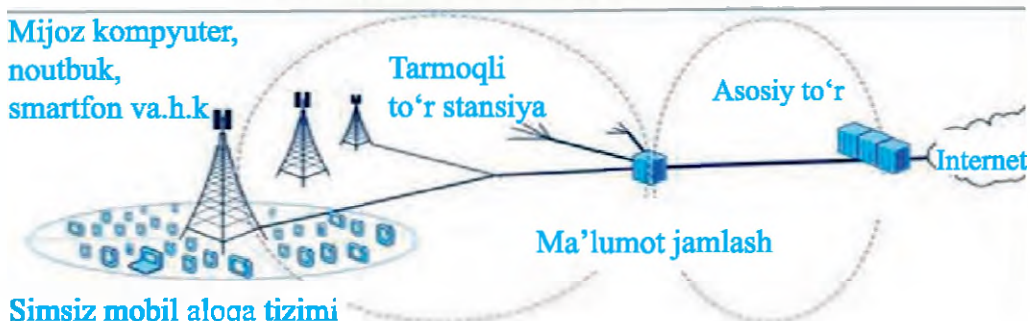 Mijoz kompyuter,
noutbuk,
smartfon va.h.k
Tarmoqli
to‘r stansiya
Asosiy to‘r
Internet
Ma’lumot jamlash
Simsiz mobil aloqa tizimi